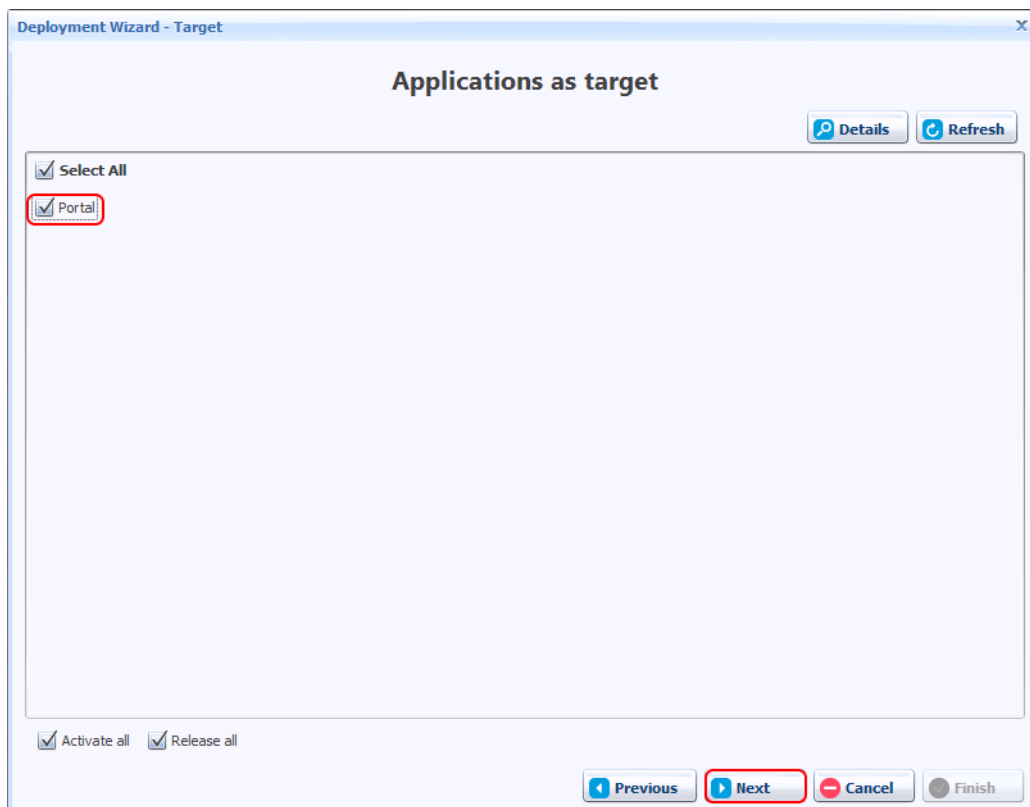 Deployment Wizard - Target
Applications as target
Details Refresh
Select All
Portal
Activate all Release all
Previous Next Cancel Finish